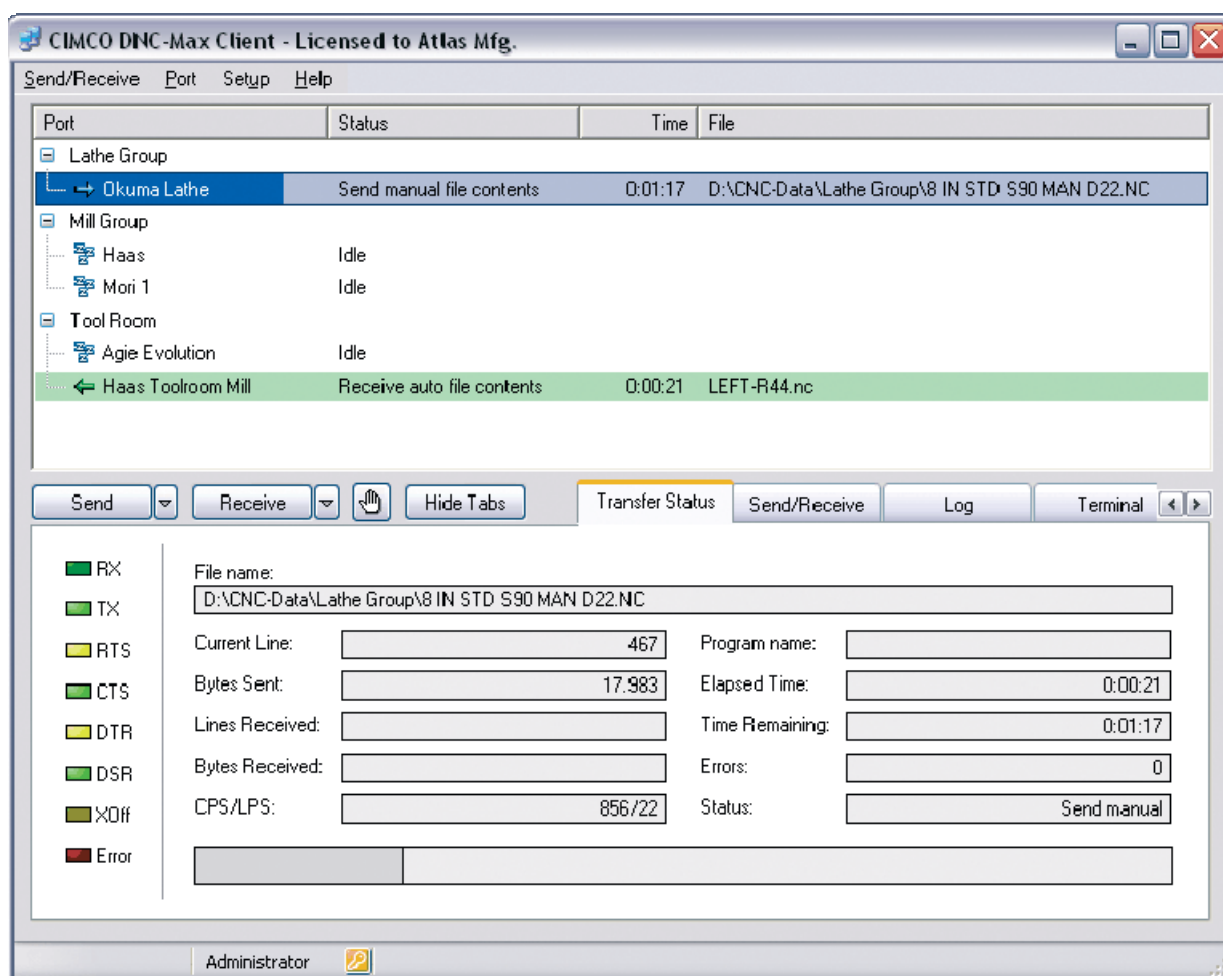 CIMCO DNC-Max Client - Licensed to Atlas Mfg.
Send/Receive Port Setup Help
Port Status Time File
Lathe Group
Okuma Lathe Send manual file contents 0:01:17 D:\CNC-Data\Lathe Group\8 IN STD S90 MAN D22.NC
Mill Group
Haas Idle
Mori 1 Idle
Tool Room
Agie Evolution Idle
Haas Toolroom Mill Receive auto file contents 0:00:21 LEFT-R44.nc
Send Receive Hide Tabs Transfer Status Send/Receive Log Terminal
RX
TX
RTS
CTS
DTR
DSR
XOff
Error
File name:
D:\CNC-Data\Lathe Group\8 IN STD S90 MAN D22.NC
Current Line: 467 Program name:
Bytes Sent: 17.983 Elapsed Time: 0:00:21
Lines Received: Time Remaining: 0:01:17
Bytes Received: Errors: 0
CPS/LPS: 856/22 Status: Send manual
Administrator